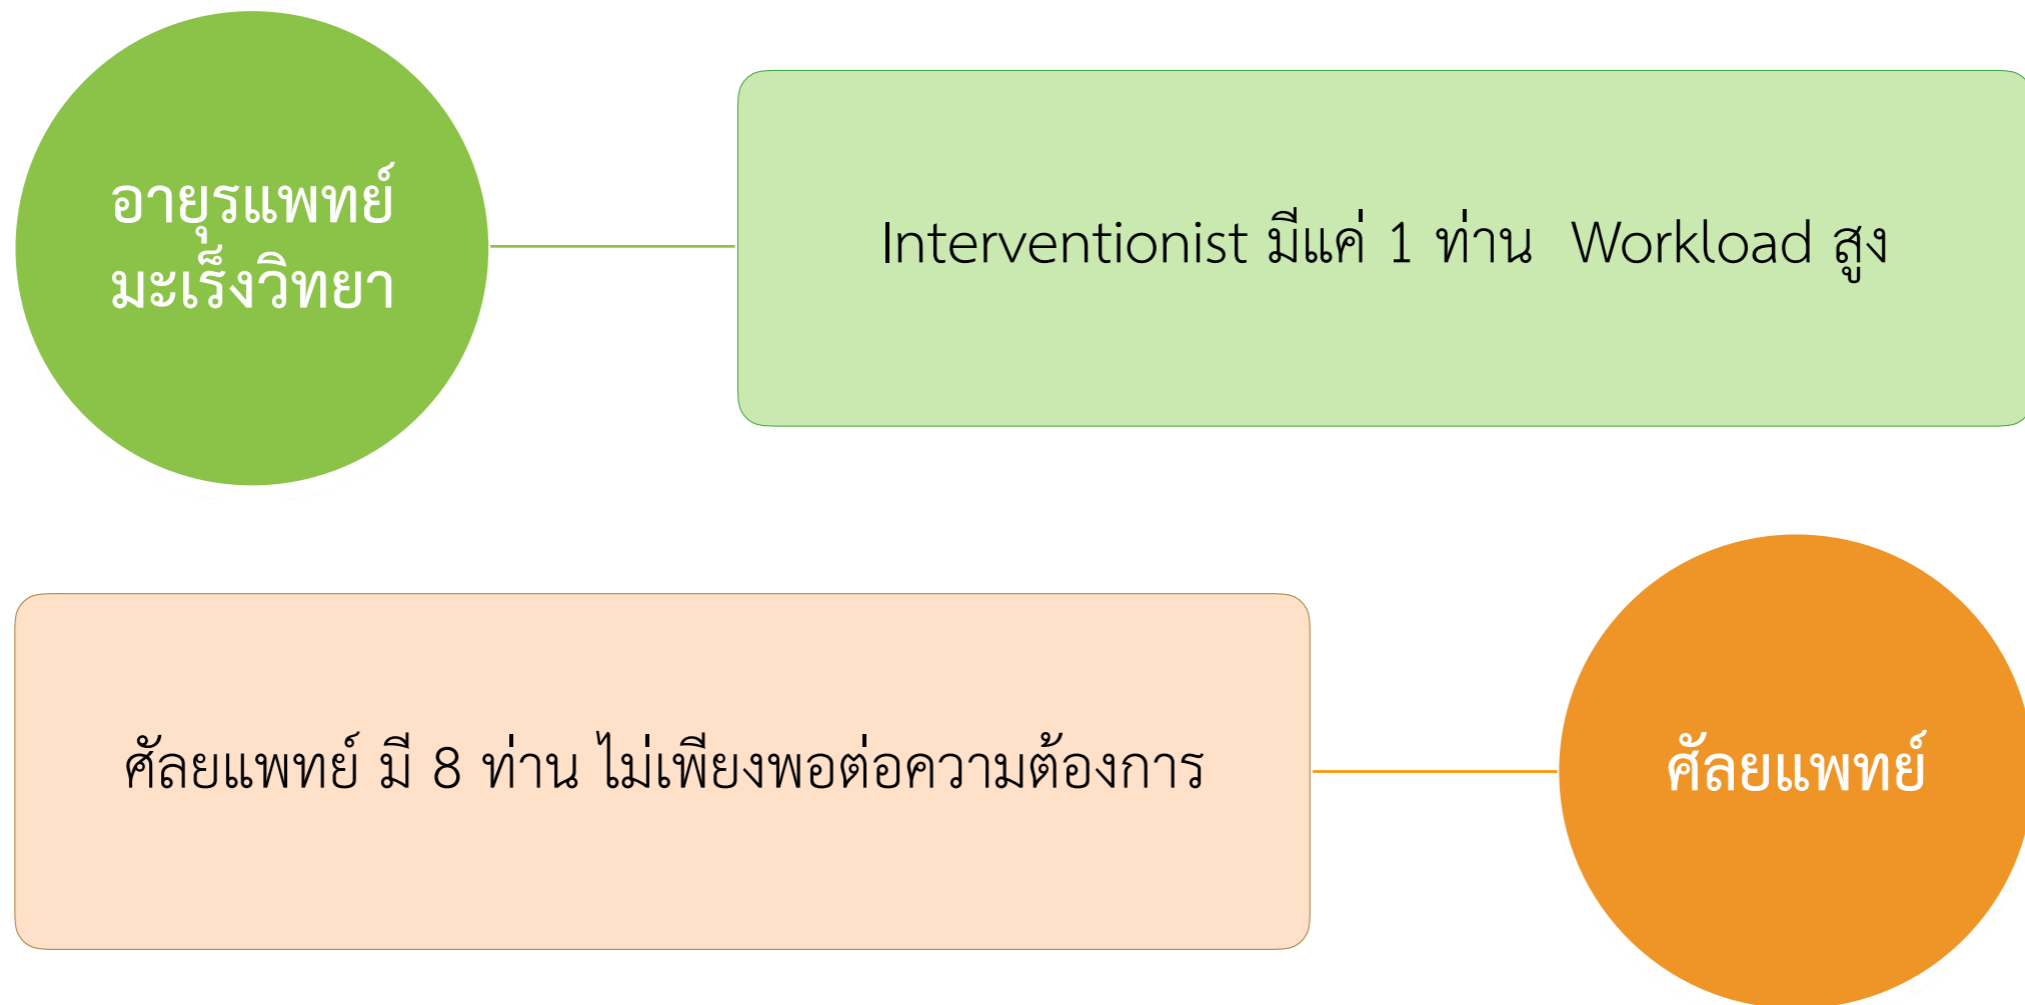 อายุรแพทย์
มะเร็งวิทยา
Interventionist มีแค่ 1 ท่าน  Workload สูง
ศัลยแพทย์ มี 8 ท่าน ไม่เพียงพอต่อความต้องการ
ศัลยแพทย์